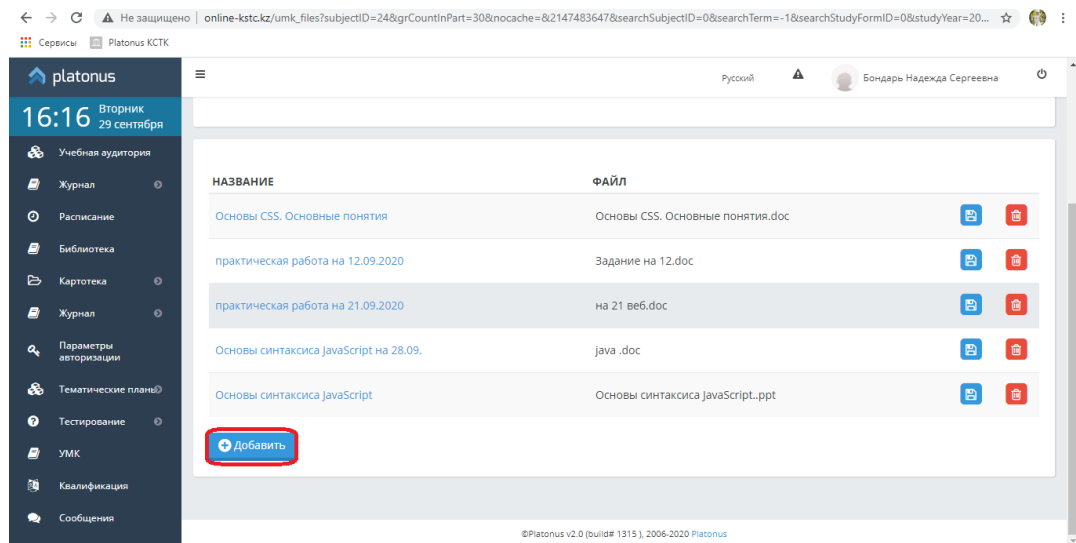 Не защищено | online-kstc.kz/umk_files?subjectID=24&grCountInPart=30&nocache=&2147483647&searchSubjectID=0&searchTerm=-1&searchStudyFormID=0&studyYear=20...
Сервисы Platonus КСТК
platonus
Русский Бондарь Надежда Сергеевна
16:16 Вторник
29 сентября
Учебная аудитория
Журнал
Расписание
Библиотека
Картотека
Журнал
Параметры
авторизации
Тематические планы
Тестирование
УМК
Квалификация
Сообщения
НАЗВАНИЕ ФАЙЛ
Основы CSS. Основные понятия Основы CSS. Основные понятия.doc
практическая работа на 12.09.2020 Задание на 12.doc
практическая работа на 21.09.2020 на 21 веб.doc
Основы синтаксиса JavaScript на 28.09. java .doc
Основы синтаксиса JavaScript Основы синтаксиса JavaScript..ppt
Добавить
©Platonus v2.0 (build# 1315 ), 2006-2020 Platonus